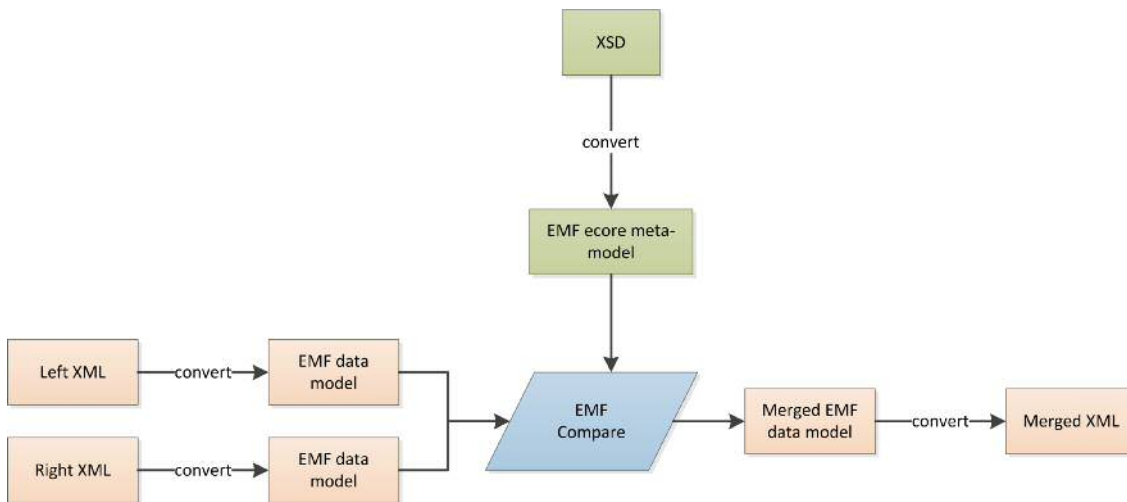 XSD
convert
EMF ecore meta-
model
Left XML
convert
EMF data
model
Right XML
convert
EMF data
model
EMF
Compare
Merged EMF
data model
convert
Merged XML